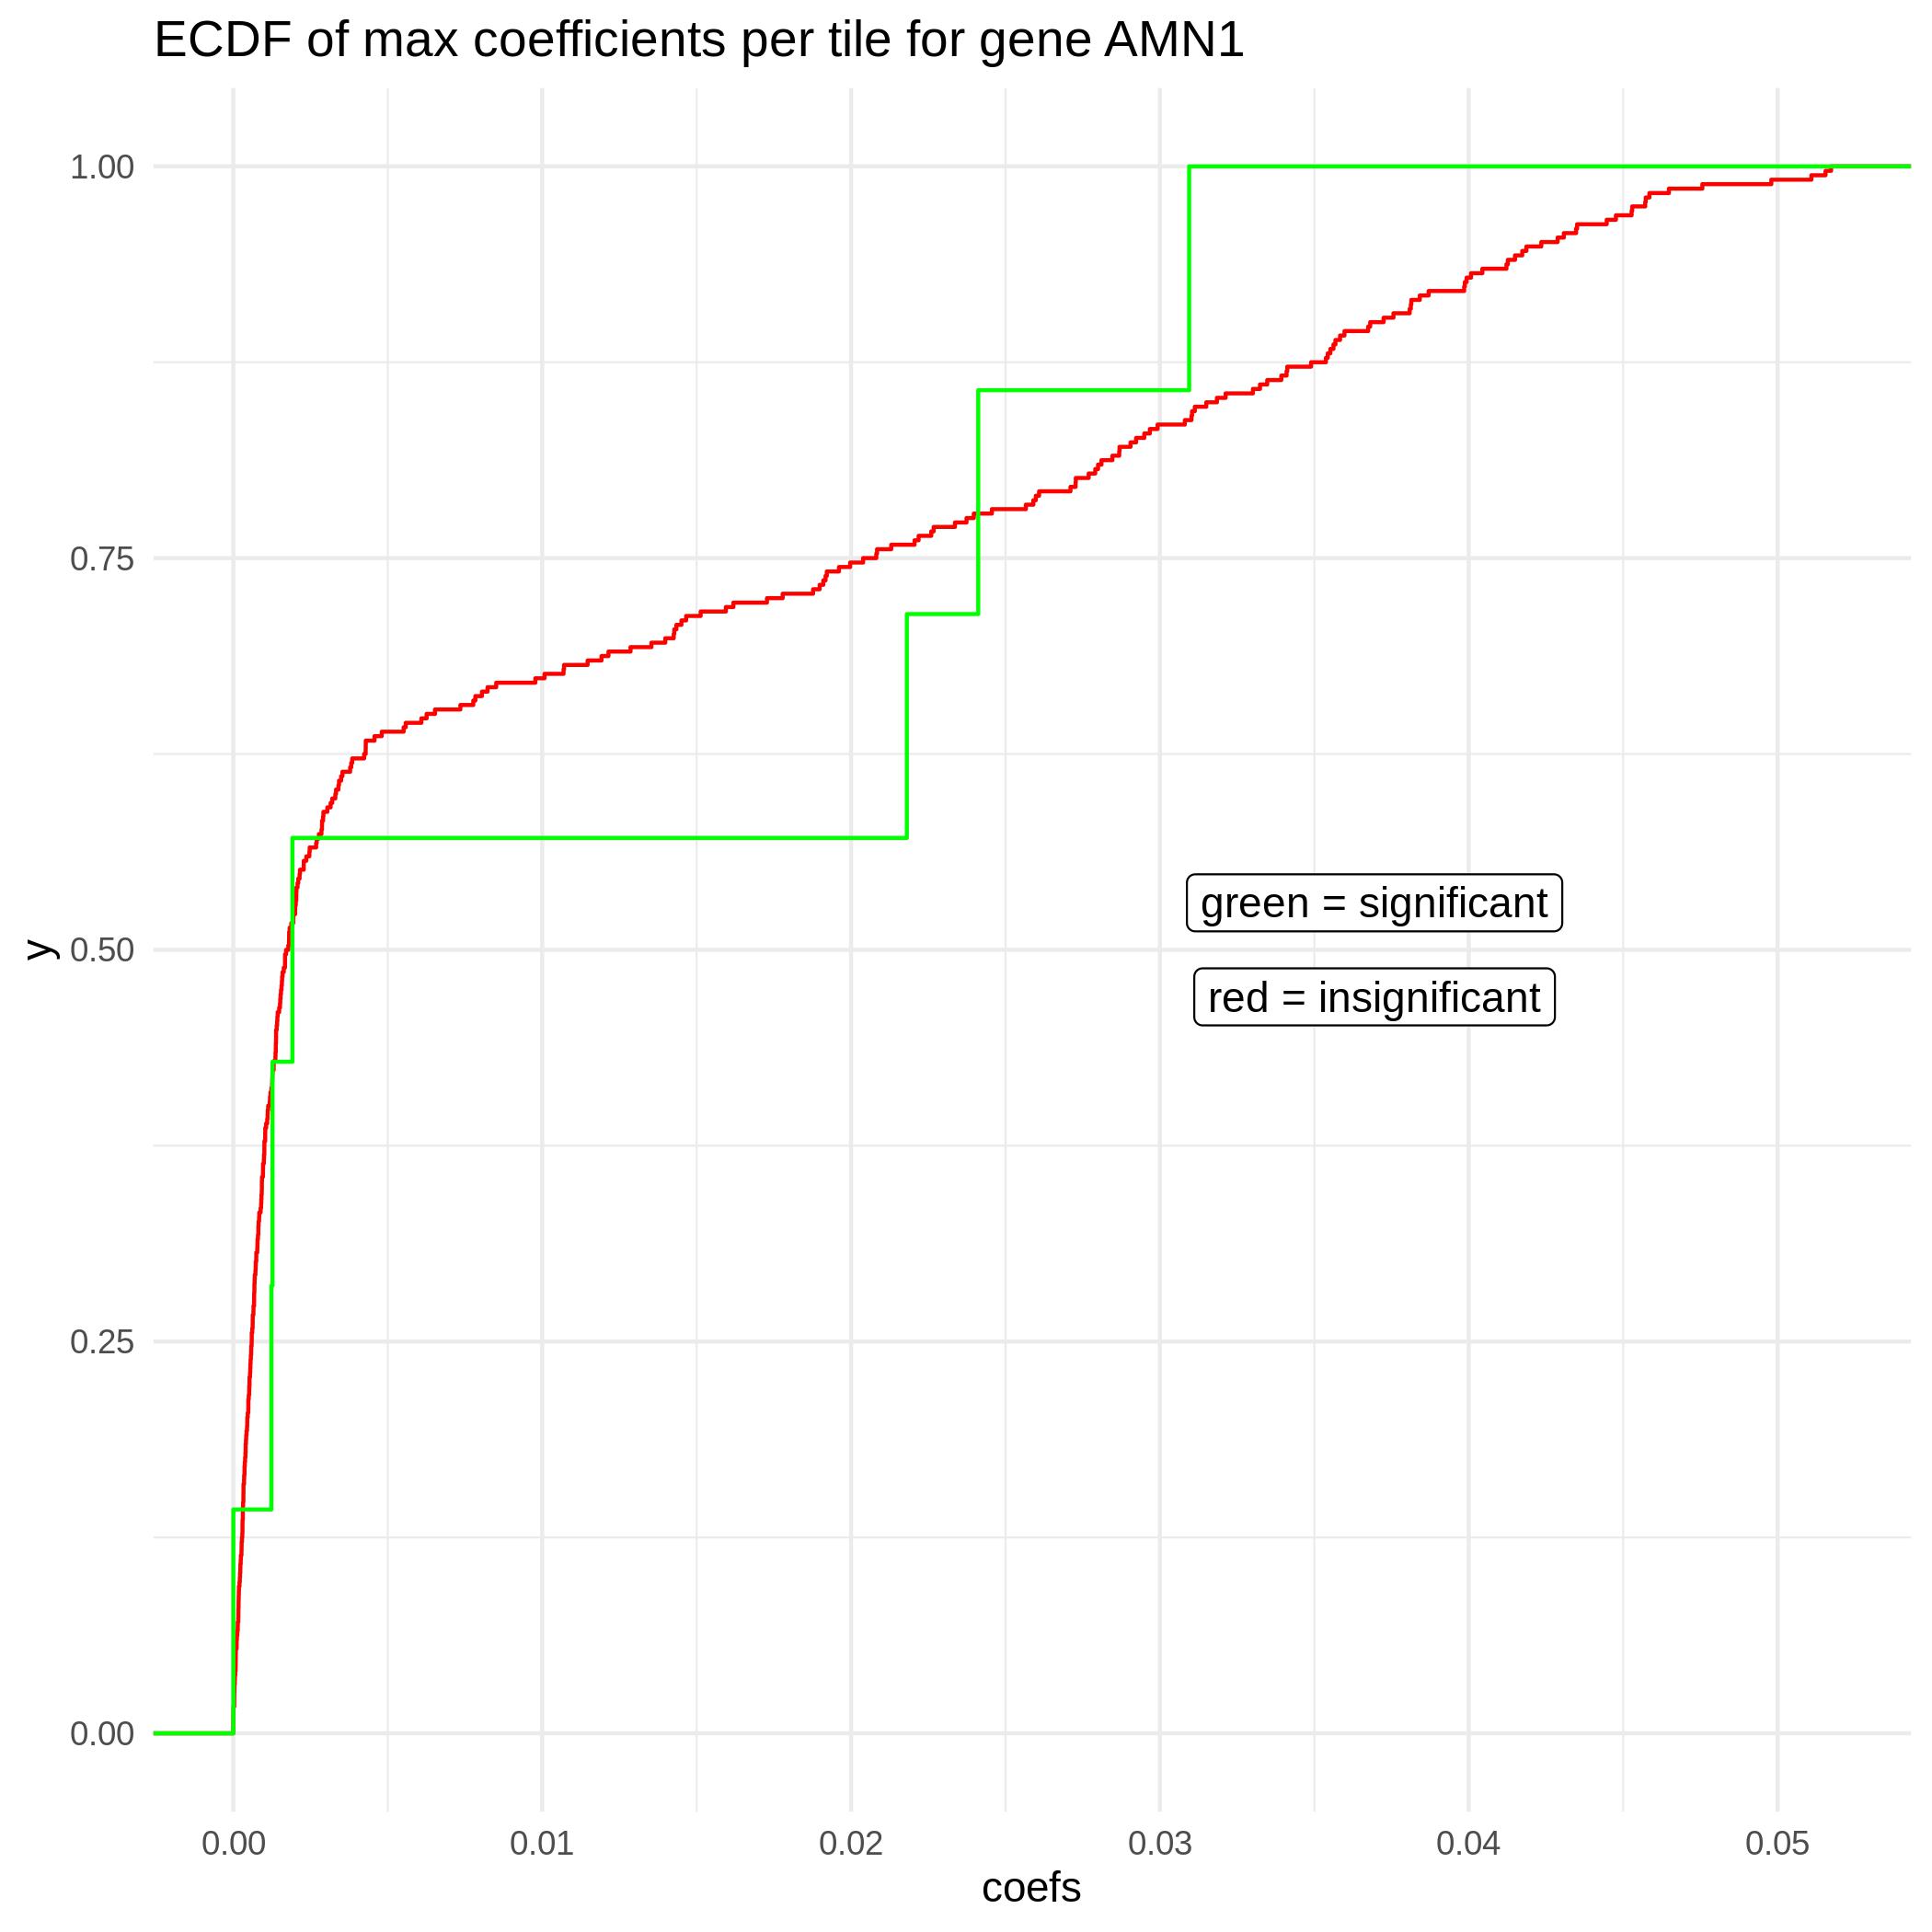 ECDF of max coefficients per tile for gene AMN1
1.00
0.75
0.50
0.25
0.00
y
green = significant
red = insignificant
0.00 0.01 0.02 0.03 0.04 0.05
coefs